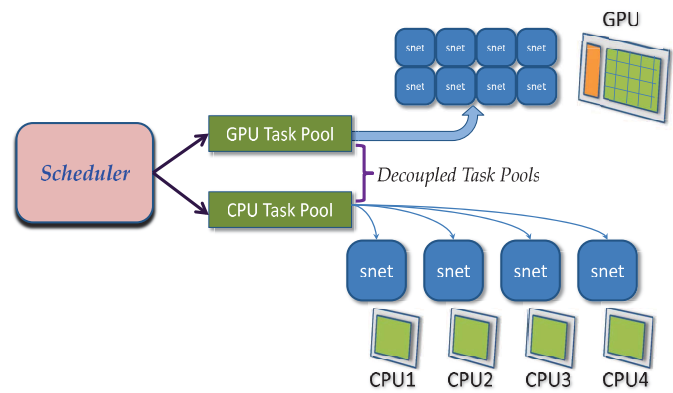 GPU
snet snet snet snet
snet snet snet snet
GPU Task Pool
Scheduler
Decoupled Task Pools
CPU Task Pool
snet snet snet snet
CPU1 CPU2 CPU3 CPU4